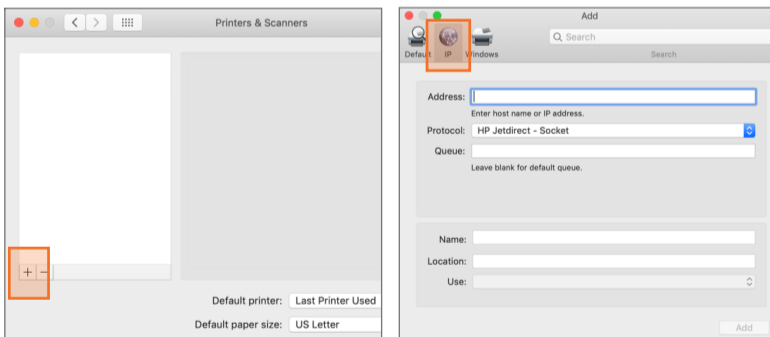 Printers & Scanners
+ −
Default printer: Last Printer Used
Default paper size: US Letter
Add
Default IP Windows
Search
Search
Address:
Enter host name or IP address.
Protocol: HP Jetdirect - Socket
Queue:
Leave blank for default queue.
Name:
Location:
Use:
Add